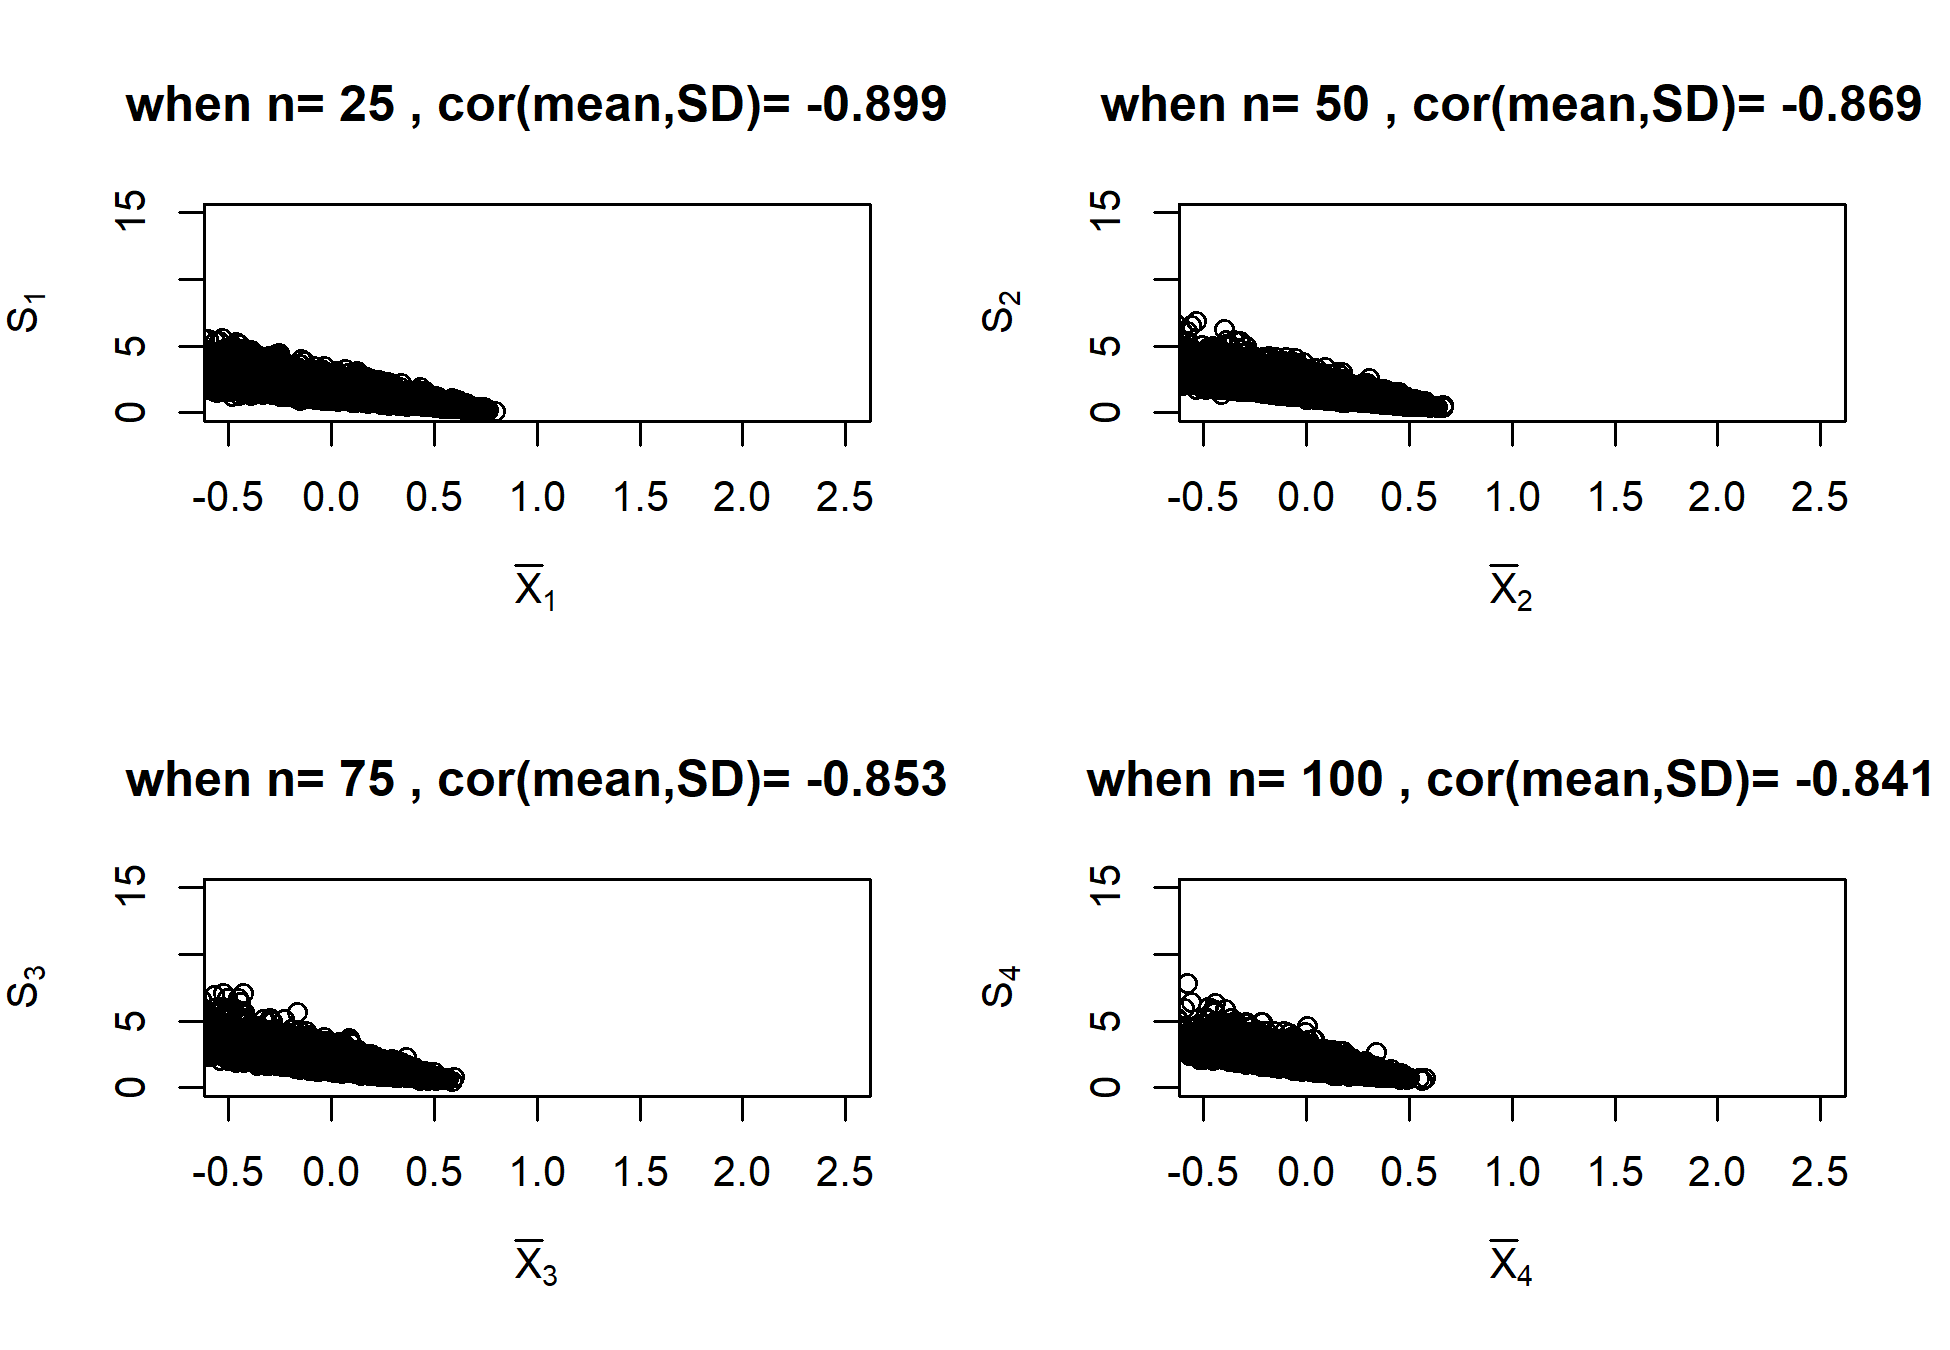 when n= 25 , cor(mean,SD)= -0.899
S1
15
5
0
-0.5 0.0 0.5 1.0 1.5 2.0 2.5
X̅1
when n= 50 , cor(mean,SD)= -0.869
S2
15
5
0
-0.5 0.0 0.5 1.0 1.5 2.0 2.5
X̅2
when n= 75 , cor(mean,SD)= -0.853
S3
15
5
0
-0.5 0.0 0.5 1.0 1.5 2.0 2.5
X̅3
when n= 100 , cor(mean,SD)= -0.841
S4
15
5
0
-0.5 0.0 0.5 1.0 1.5 2.0 2.5
X̅4